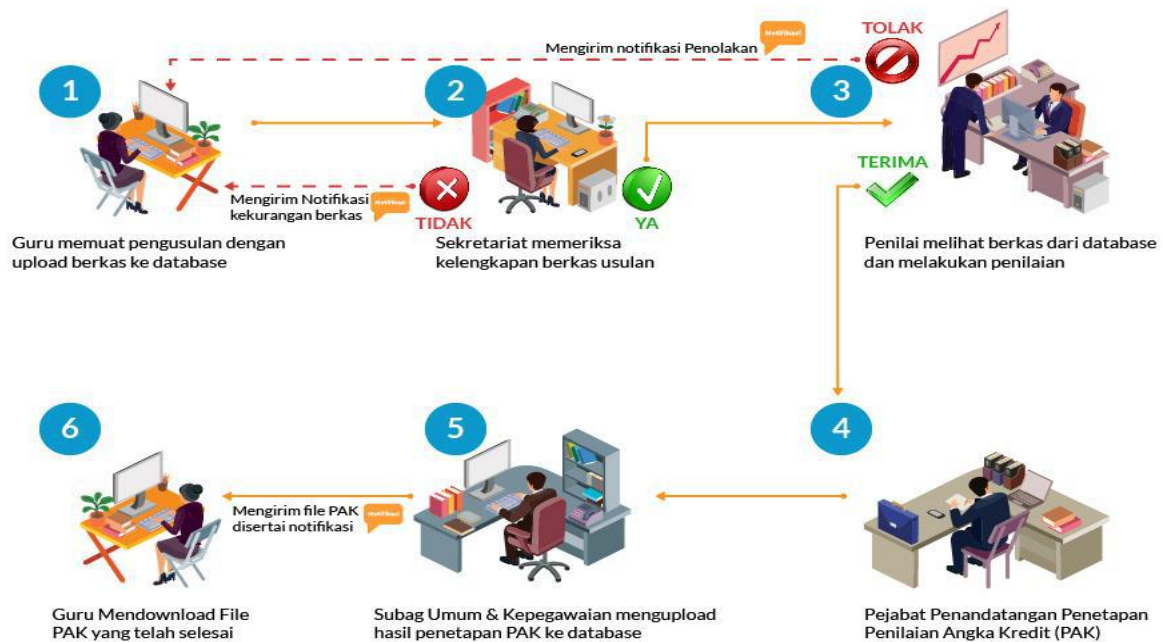 Mengirim notifikasi Penolakan
Notifikasi
TOLAK
1
2
3
Mengirim Notifikasi
kekurangan berkas
Notifikasi
TIDAK
YA
TERIMA
Guru memuat pengusulan dengan
upload berkas ke database
Sekretariat memeriksa
kelengkapan berkas usulan
Penilai melihat berkas dari database
dan melakukan penilaian
6
5
4
Mengirim file PAK
disertai notifikasi
Notifikasi
Guru Mendownload File
PAK yang telah selesai
Subag Umum & Kepegawaian mengupload
hasil penetapan PAK ke database
Pejabat Penandatangan Penetapan
Penilaian Angka Kredit (PAK)